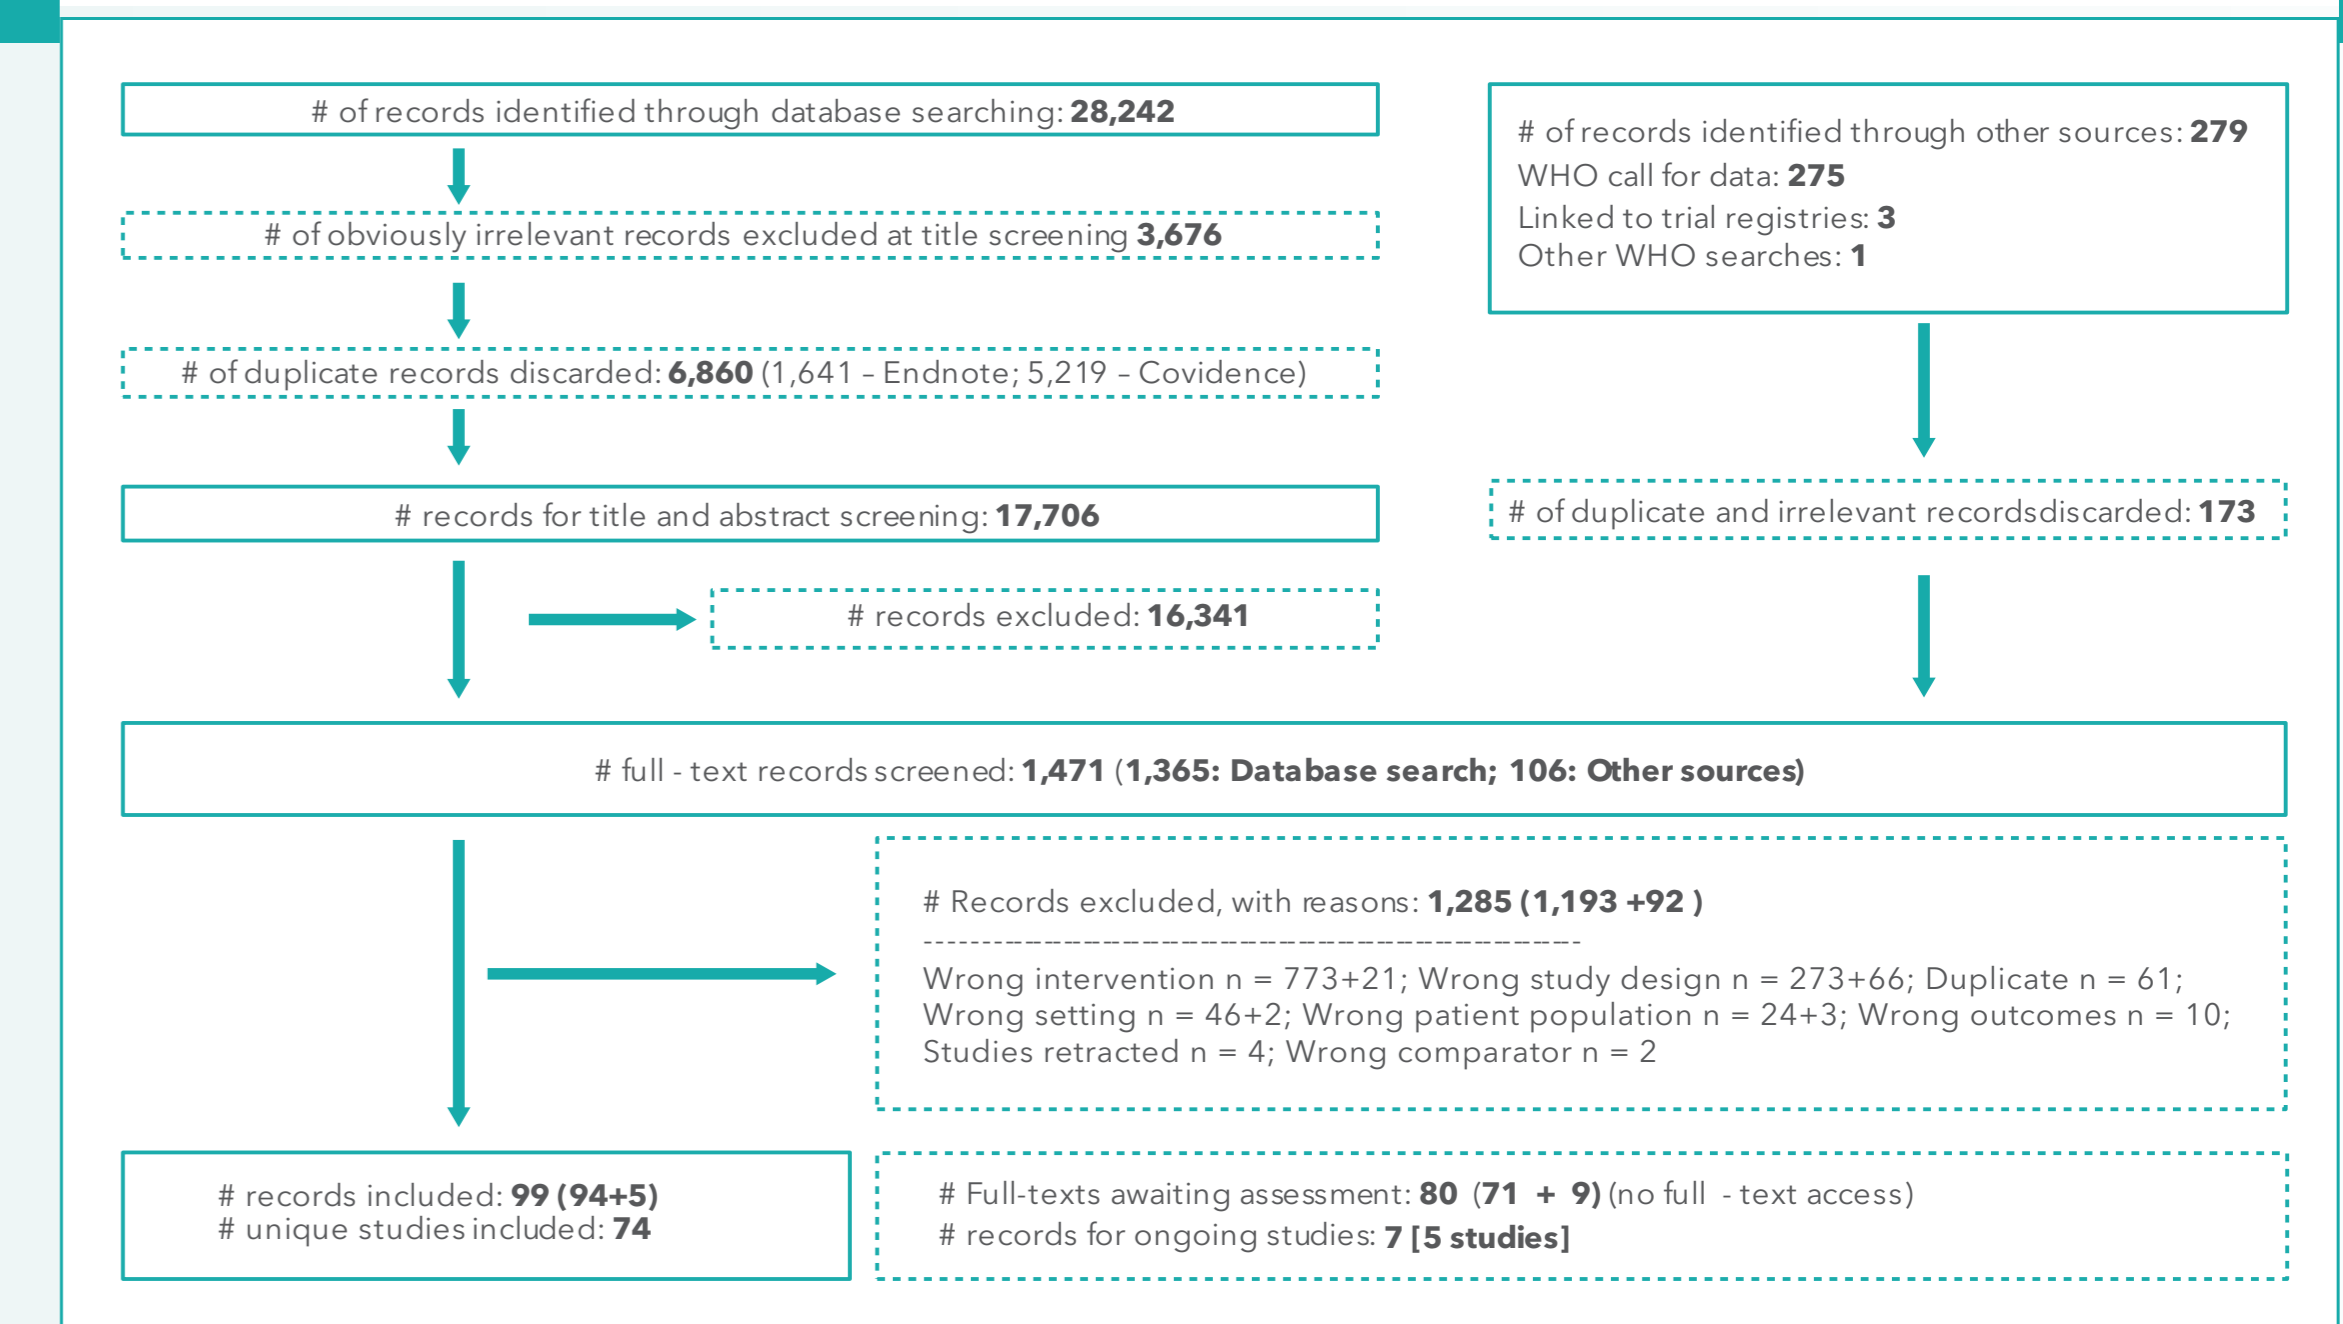 # of records identified through database searching: 28,242
# of obviously irrelevant records excluded at title screening 3,676
# of duplicate records discarded: 6,860 (1,641 – Endnote; 5,219 – Covidence)
# records for title and abstract screening: 17,706
# records excluded: 16,341
# of records identified through other sources: 279
WHO call for data: 275
Linked to trial registries: 3
Other WHO searches: 1
# of duplicate and irrelevant recordsdiscarded: 173
# full - text records screened: 1,471 (1,365: Database search; 106: Other sources)
# Records excluded, with reasons: 1,285 (1,193 +92 )
--------------------------------------------------------------------
Wrong intervention n = 773+21; Wrong study design n = 273+66; Duplicate n = 61;
Wrong setting n = 46+2; Wrong patient population n = 24+3; Wrong outcomes n = 10;
Studies retracted n = 4; Wrong comparator n = 2
# records included: 99 (94+5)
# unique studies included: 74
# Full-texts awaiting assessment: 80 (71 + 9) (no full - text access)
# records for ongoing studies: 7 [5 studies]